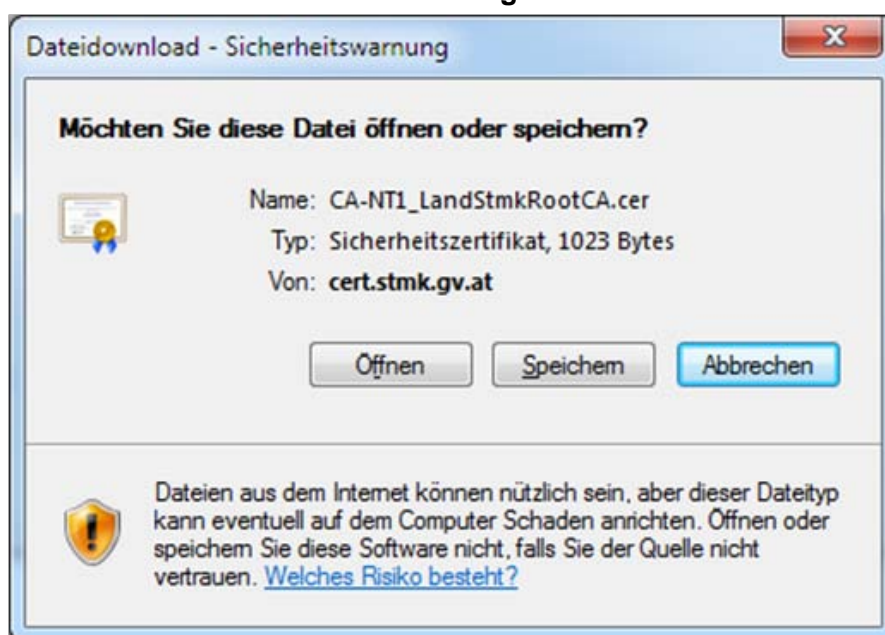 Dateidownload - Sicherheitswarnung
Möchten Sie diese Datei öffnen oder speichern?
Name: CA-NT1_LandStmkRootCA.cer
Typ: Sicherheitszertifikat, 1023 Bytes
Von: cert.stmk.gv.at
Öffnen Speichern Abbrechen
Dateien aus dem Internet können nützlich sein, aber dieser Dateityp
kann eventuell auf dem Computer Schaden anrichten. Öffnen oder
speichern Sie diese Software nicht, falls Sie der Quelle nicht
vertrauen. Welches Risiko besteht?